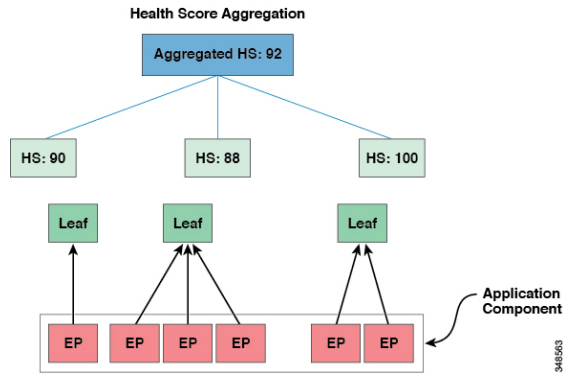 Health Score Aggregation
Aggregated HS: 92
HS: 90
HS: 88
HS: 100
Leaf
Leaf
Leaf
Application
Component
EP
EP
EP
EP
EP
EP
348563